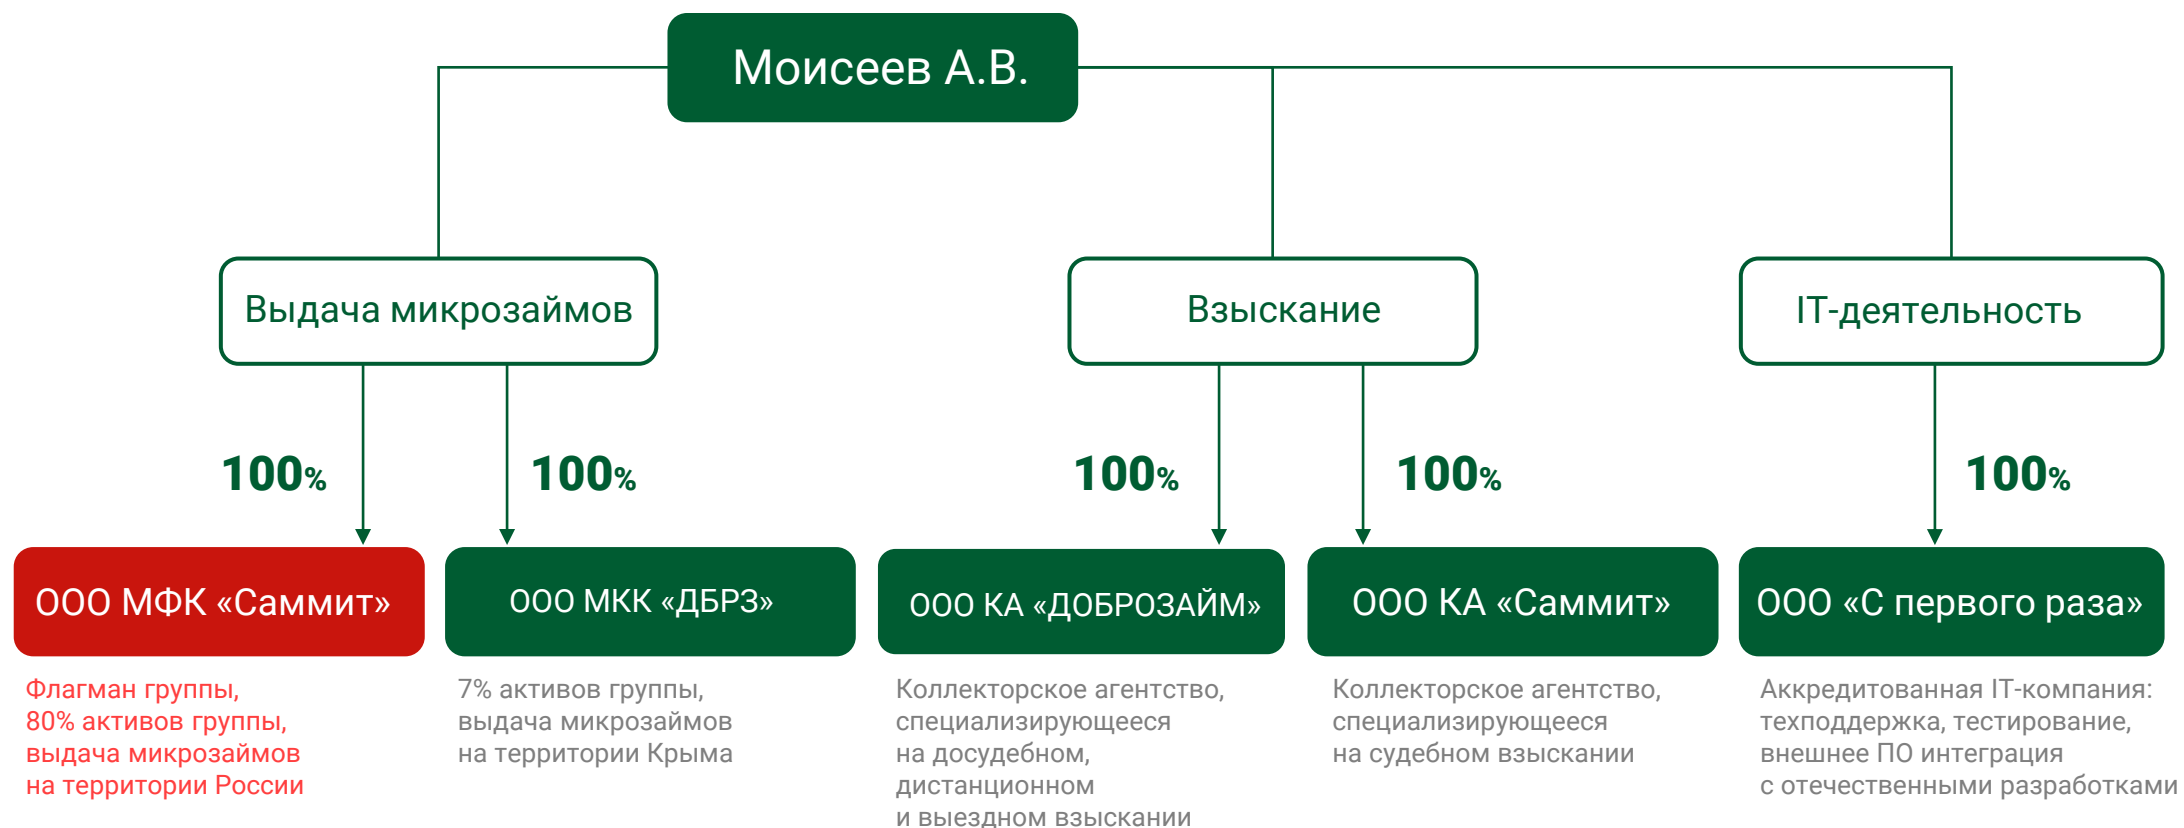 Моисеев А.В.
Выдача микрозаймов
Взыскание
IT-деятельность
100%
100%
100%
100%
100%
ООО МФК «Саммит»
ООО МКК «ДБРЗ»
ООО КА «ДОБРОЗАЙМ»
ООО КА «Саммит»
ООО «С первого раза»
Флагман группы,
80% активов группы,
выдача микрозаймов
на территории России
7% активов группы,
выдача микрозаймов
на территории Крыма
Коллекторское агентство,
специализирующееся
на досудебном,
дистанционном
и выездном взыскании
Коллекторское агентство,
специализирующееся
на судебном взыскании
Аккредитованная IT-компания:
техподдержка, тестирование,
внешнее ПО интеграция
с отечественными разработками